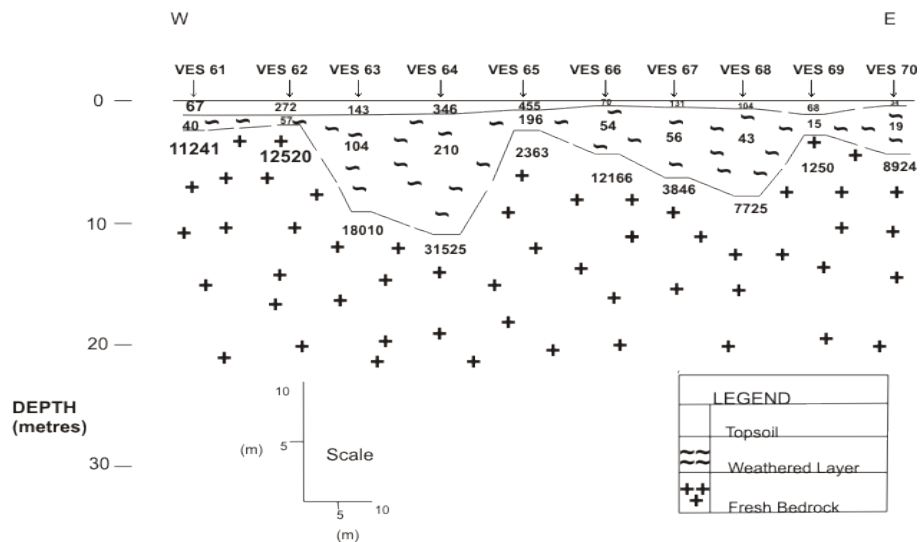 W E
VES 61 VES 62 VES 63 VES 64 VES 65 VES 66 VES 67 VES 68 VES 69 VES 70
0 67 272 143 346 455 70 131 104 68
40 57 104 210 196 54 56 43 15 19
11241 12520 18010 31525 2363 12166 3846 7725 1250 8924
10
20
DEPTH
(metres)
30
10
(m) 5
Scale
5 10
(m)
LEGEND
Topsoil
Weathered Layer
Fresh Bedrock